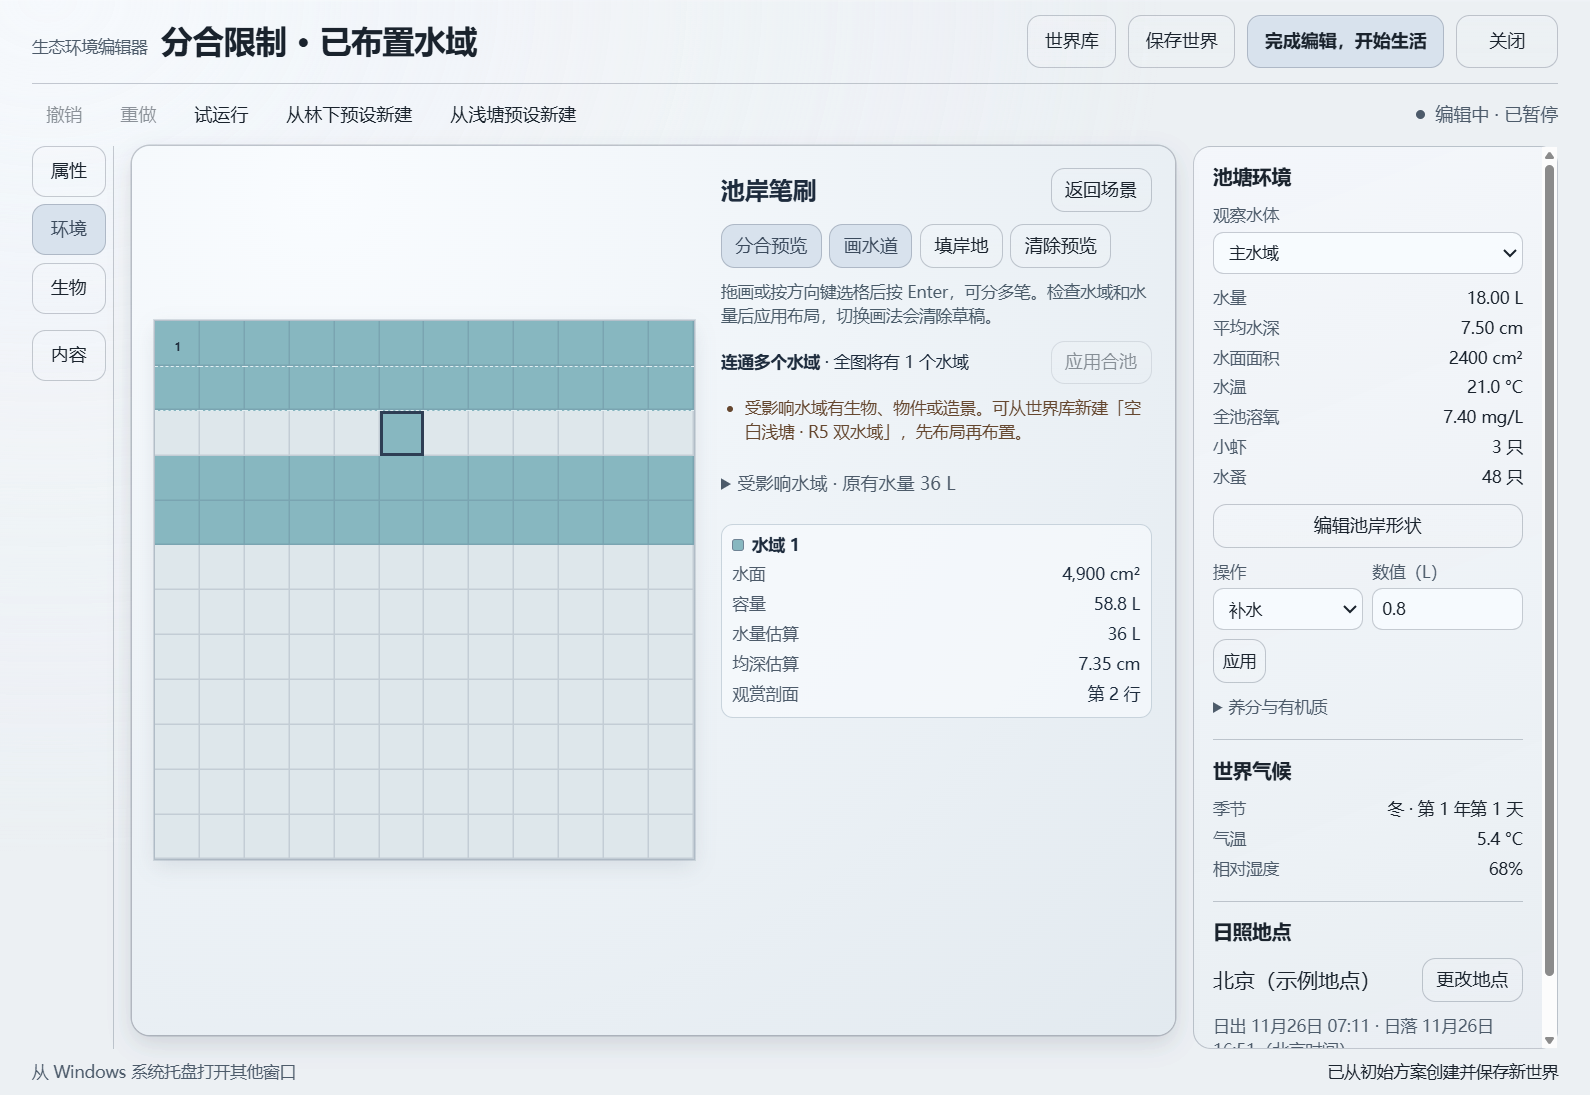 生态环境编辑器 分合限制 • 已布置水域
世界库 保存世界 完成编辑，开始生活 关闭
撤销 重做 试运行 从林下预设新建 从浅塘预设新建
● 编辑中 · 已暂停
属性
环境
生物
内容
1
池岸笔刷
返回场景
分合预览 画水道 填岸地 清除预览
拖画或按方向键选格后按 Enter，可分多笔。检查水域和水
量后应用布局，切换画法会清除草稿。
连通多个水域 · 全图将有 1 个水域
应用合池
• 受影响水域有生物、物件或造景。可从世界库新建「空
白浅塘 · R5 双水域」，先布局再布置。
▶ 受影响水域 · 原有水量 36 L
水域 1
水面 4,900 cm²
容量 58.8 L
水量估算 36 L
均深估算 7.35 cm
观赏剖面 第 2 行
池塘环境
观察水体
主水域
水量 18.00 L
平均水深 7.50 cm
水面面积 2400 cm²
水温 21.0 °C
全池溶氧 7.40 mg/L
小虾 3 只
水蚤 48 只
编辑池岸形状
操作 数值（L）
补水 0.8
应用
▶ 养分与有机质
世界气候
季节 冬 · 第 1 年第 1 天
气温 5.4 °C
相对湿度 68%
日照地点
北京（示例地点） 更改地点
日出 11月26日 07:11 · 日落 11月26日
16:51（北京时间）
从 Windows 系统托盘打开其他窗口
已从初始方案创建并保存新世界